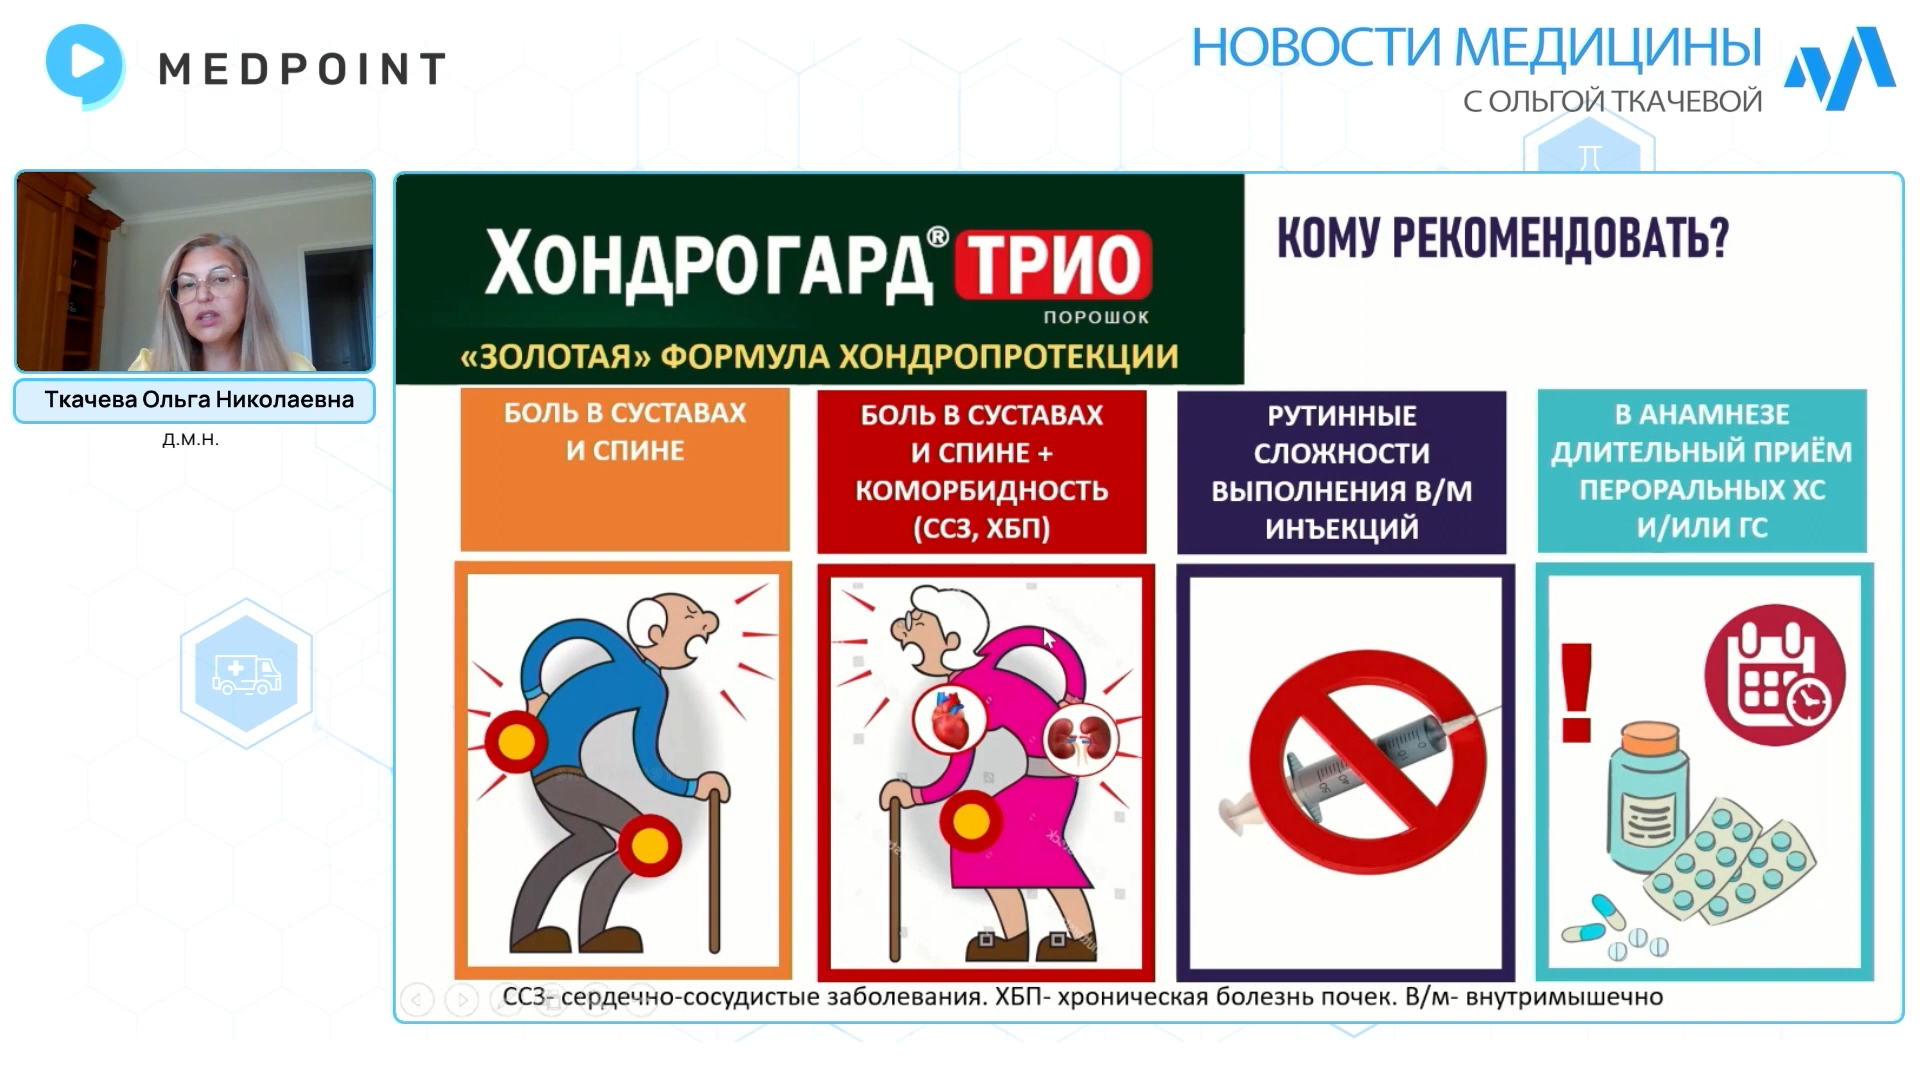 MEDPOINT
НОВОСТИ МЕДИЦИНЫ
С ОЛЬГОЙ ТКАЧЕВОЙ
Ткачева Ольга Николаевна
Д.М.Н.
ХОНДРОГАРД® ТРИО
ПОРОШОК
«ЗОЛОТАЯ» ФОРМУЛА ХОНДРОПРОТЕКЦИИ
КОМУ РЕКОМЕНДОВАТЬ?
БОЛЬ В СУСТАВАХ
И СПИНЕ
БОЛЬ В СУСТАВАХ
И СПИНЕ +
КОМОРБИДНОСТЬ
(ССЗ, ХБП)
РУТИННЫЕ
СЛОЖНОСТИ
ВЫПОЛНЕНИЯ В/М
ИНЪЕКЦИЙ
В АНАМНЕЗЕ
ДЛИТЕЛЬНЫЙ ПРИЁМ
ПЕРОРАЛЬНЫХ ХС
И/ИЛИ ГС
!
ССЗ- сердечно-сосудистые заболевания. ХБП- хроническая болезнь почек. В/м- внутримышечно